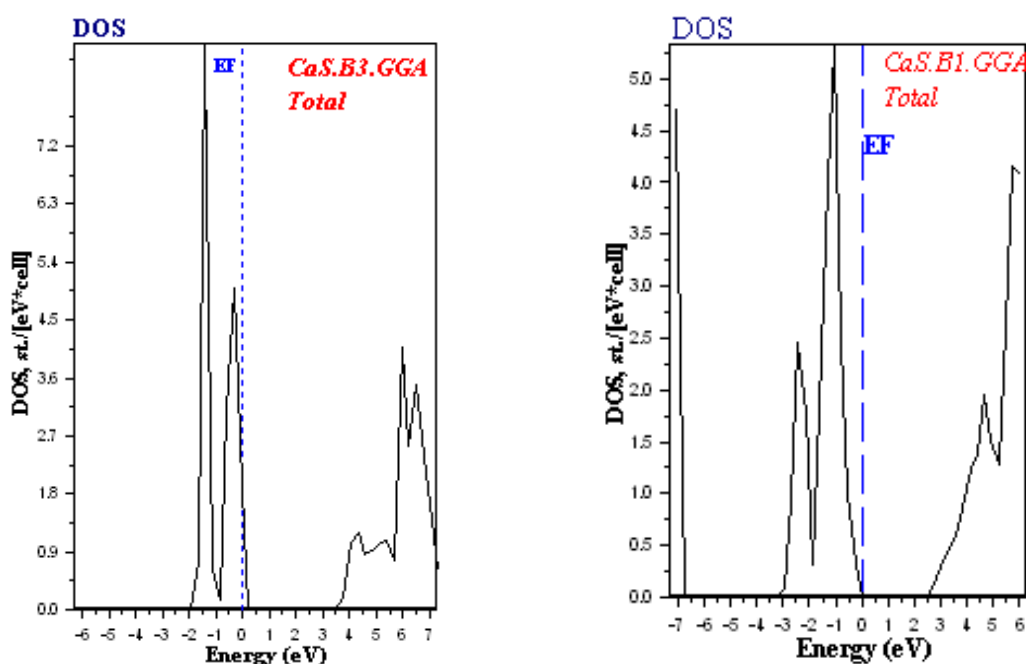 DOS
EF
CaS.B3.GGA
Total
DOS, st./[eV*cell]
7.2
6.3
5.4
4.5
3.6
2.7
1.8
0.9
0.0
-6 -5 -4 -3 -2 -1 0 1 2 3 4 5 6 7
Energy (eV)
DOS
CaS.B1.GGA
Total
EF
DOS, st./[eV*cell]
5.0
4.5
4.0
3.5
3.0
2.5
2.0
1.5
1.0
0.5
0.0
-7 -6 -5 -4 -3 -2 -1 0 1 2 3 4 5 6
Energy (eV)